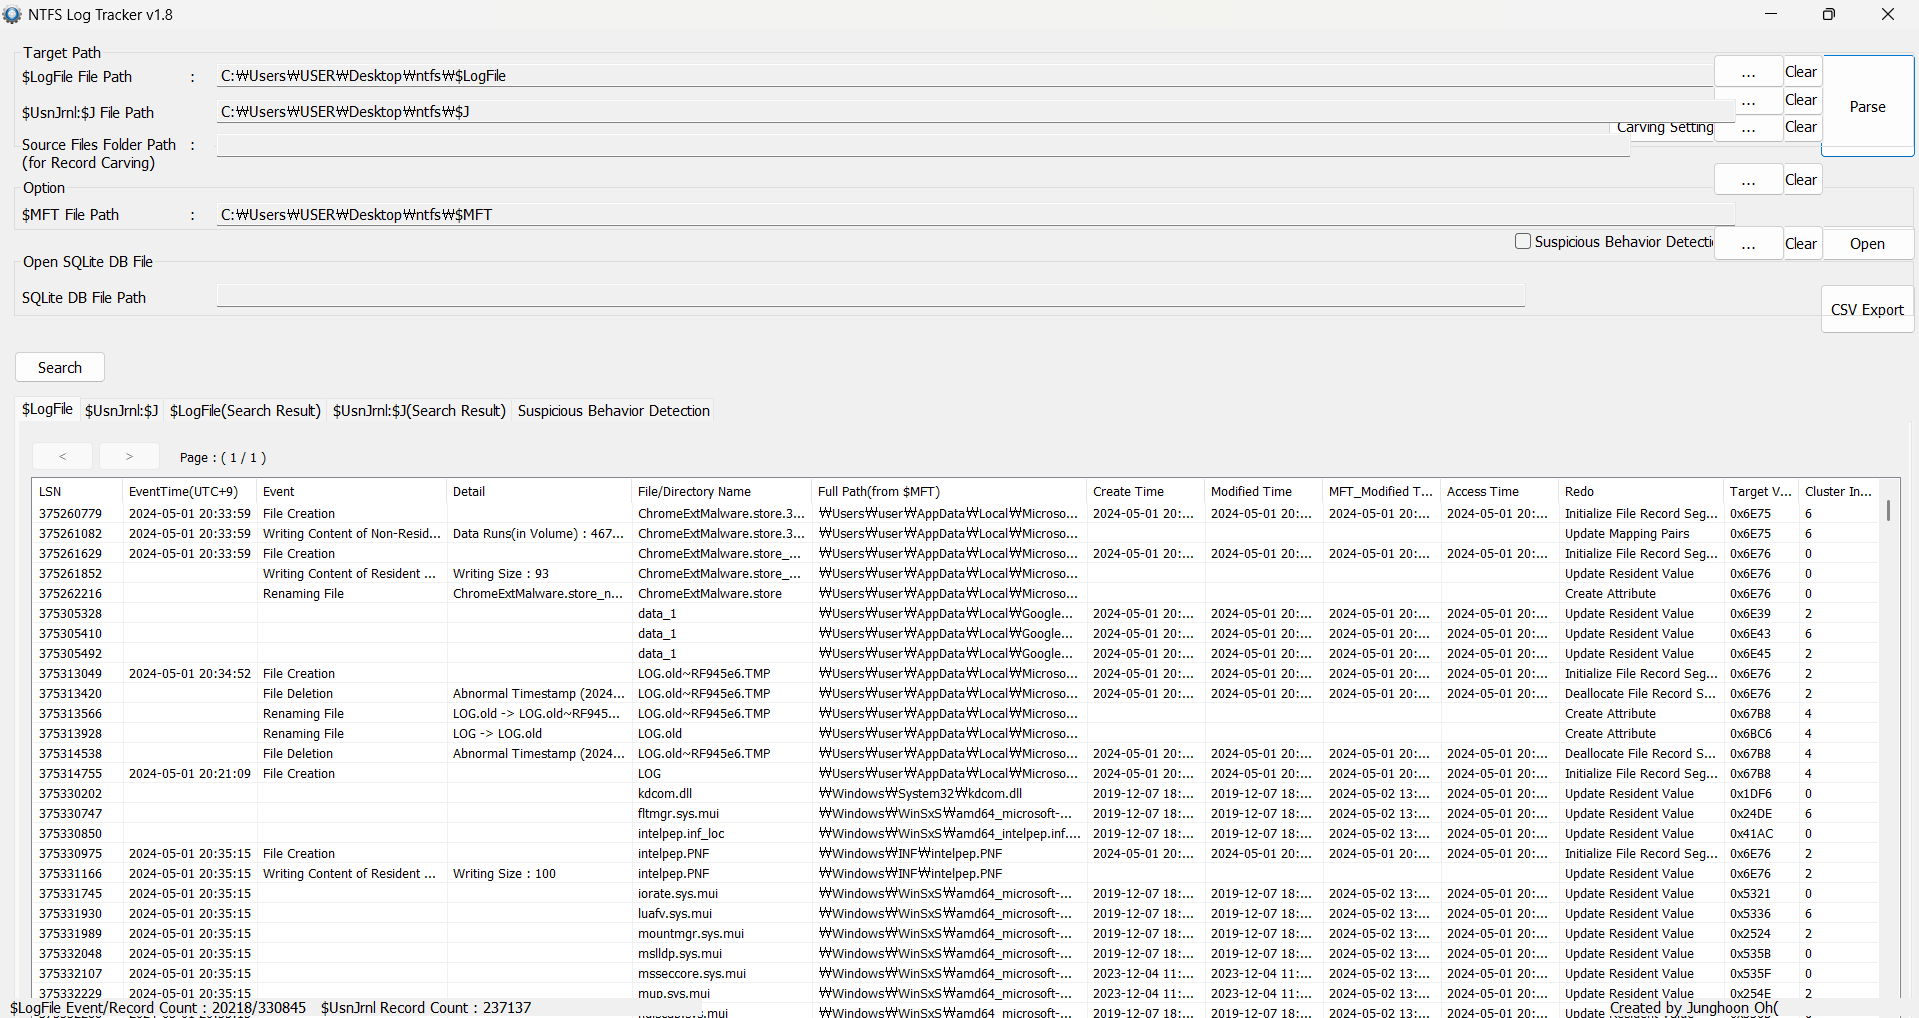 NTFS Log Tracker v1.8
Target Path
$LogFile File Path : C:₩Users₩USER₩Desktop₩ntfs₩$LogFile ... Clear
$UsnJrnl:$J File Path C:₩Users₩USER₩Desktop₩ntfs₩$J ... Clear Parse
Carving Setting ... Clear
Source Files Folder Path :
(for Record Carving)
Option ... Clear
$MFT File Path : C:₩Users₩USER₩Desktop₩ntfs₩$MFT
Suspicious Behavior Detecti ... Clear Open
Open SQLite DB File
SQLite DB File Path
CSV Export
Search
$LogFile $UsnJrnl:$J $LogFile(Search Result) $UsnJrnl:$J(Search Result) Suspicious Behavior Detection
< > Page : ( 1 / 1 )
LSN EventTime(UTC+9) Event Detail File/Directory Name Full Path(from $MFT) Create Time Modified Time MFT_Modified T... Access Time Redo Target V... Cluster In...
375260779 2024-05-01 20:33:59 File Creation ChromeExtMalware.store.3... ₩Users₩user₩AppData₩Local₩Microso... 2024-05-01 20:... 2024-05-01 20:... 2024-05-01 20:... 2024-05-01 20:... Initialize File Record Seg... 0x6E75 6
375261082 2024-05-01 20:33:59 Writing Content of Non-Resid... Data Runs(in Volume) : 467... ChromeExtMalware.store.3... ₩Users₩user₩AppData₩Local₩Microso... Update Mapping Pairs 0x6E75 6
375261629 2024-05-01 20:33:59 File Creation ChromeExtMalware.store_... ₩Users₩user₩AppData₩Local₩Microso... 2024-05-01 20:... 2024-05-01 20:... 2024-05-01 20:... 2024-05-01 20:... Initialize File Record Seg... 0x6E76 0
375261852 Writing Content of Resident ... Writing Size : 93 ChromeExtMalware.store_... ₩Users₩user₩AppData₩Local₩Microso... Update Resident Value 0x6E76 0
375262216 Renaming File ChromeExtMalware.store_n... ChromeExtMalware.store ₩Users₩user₩AppData₩Local₩Microso... Create Attribute 0x6E76 0
375305328 data_1 ₩Users₩user₩AppData₩Local₩Google... 2024-05-01 20:... 2024-05-01 20:... 2024-05-01 20:... 2024-05-01 20:... Update Resident Value 0x6E39 2
375305410 data_1 ₩Users₩user₩AppData₩Local₩Google... 2024-05-01 20:... 2024-05-01 20:... 2024-05-01 20:... 2024-05-01 20:... Update Resident Value 0x6E43 6
375305492 data_1 ₩Users₩user₩AppData₩Local₩Google... 2024-05-01 20:... 2024-05-01 20:... 2024-05-01 20:... 2024-05-01 20:... Update Resident Value 0x6E45 2
375313049 2024-05-01 20:34:52 File Creation LOG.old~RF945e6.TMP ₩Users₩user₩AppData₩Local₩Microso... 2024-05-01 20:... 2024-05-01 20:... 2024-05-01 20:... 2024-05-01 20:... Initialize File Record Seg... 0x6E76 2
375313420 File Deletion Abnormal Timestamp (2024... LOG.old~RF945e6.TMP ₩Users₩user₩AppData₩Local₩Microso... 2024-05-01 20:... 2024-05-01 20:... 2024-05-01 20:... 2024-05-01 20:... Deallocate File Record S... 0x6E76 2
375313566 Renaming File LOG.old -> LOG.old~RF945... LOG.old~RF945e6.TMP ₩Users₩user₩AppData₩Local₩Microso... Create Attribute 0x67B8 4
375313928 Renaming File LOG -> LOG.old LOG.old ₩Users₩user₩AppData₩Local₩Microso... Create Attribute 0x6BC6 4
375314538 File Deletion Abnormal Timestamp (2024... LOG.old~RF945e6.TMP ₩Users₩user₩AppData₩Local₩Microso... 2024-05-01 20:... 2024-05-01 20:... 2024-05-01 20:... 2024-05-01 20:... Deallocate File Record S... 0x67B8 4
375314755 2024-05-01 20:21:09 File Creation LOG ₩Users₩user₩AppData₩Local₩Microso... 2024-05-01 20:... 2024-05-01 20:... 2024-05-01 20:... 2024-05-01 20:... Initialize File Record Seg... 0x67B8 4
375330202 kdcom.dll ₩Windows₩System32₩kdcom.dll 2019-12-07 18:... 2019-12-07 18:... 2024-05-02 13:... 2024-05-01 20:... Update Resident Value 0x1DF6 0
375330747 fltmgr.sys.mui ₩Windows₩WinSxS₩amd64_microsoft-... 2019-12-07 18:... 2019-12-07 18:... 2024-05-02 13:... 2024-05-01 20:... Update Resident Value 0x24DE 6
375330850 intelpep.inf_loc ₩Windows₩WinSxS₩amd64_intelpep.inf.... 2019-12-07 18:... 2019-12-07 18:... 2024-05-02 13:... 2024-05-01 20:... Update Resident Value 0x41AC 0
375330975 2024-05-01 20:35:15 File Creation intelpep.PNF ₩Windows₩INF₩intelpep.PNF 2024-05-01 20:... 2024-05-01 20:... 2024-05-01 20:... 2024-05-01 20:... Initialize File Record Seg... 0x6E76 2
375331166 2024-05-01 20:35:15 Writing Content of Resident ... Writing Size : 100 intelpep.PNF ₩Windows₩INF₩intelpep.PNF Update Resident Value 0x6E76 2
375331745 2024-05-01 20:35:15 iorate.sys.mui ₩Windows₩WinSxS₩amd64_microsoft-... 2019-12-07 18:... 2019-12-07 18:... 2024-05-02 13:... 2024-05-01 20:... Update Resident Value 0x5321 0
375331930 2024-05-01 20:35:15 luafv.sys.mui ₩Windows₩WinSxS₩amd64_microsoft-... 2019-12-07 18:... 2019-12-07 18:... 2024-05-02 13:... 2024-05-01 20:... Update Resident Value 0x5336 6
375331989 2024-05-01 20:35:15 mountmgr.sys.mui ₩Windows₩WinSxS₩amd64_microsoft-... 2019-12-07 18:... 2019-12-07 18:... 2024-05-02 13:... 2024-05-01 20:... Update Resident Value 0x2524 2
375332048 2024-05-01 20:35:15 mslldp.sys.mui ₩Windows₩WinSxS₩amd64_microsoft-... 2019-12-07 18:... 2019-12-07 18:... 2024-05-02 13:... 2024-05-01 20:... Update Resident Value 0x535B 0
375332107 2024-05-01 20:35:15 msseccore.sys.mui ₩Windows₩WinSxS₩amd64_microsoft-... 2023-12-04 11:... 2023-12-04 11:... 2024-05-02 13:... 2024-05-01 20:... Update Resident Value 0x535F 0
375332229 2024-05-01 20:35:15 mup.sys.mui ₩Windows₩WinSxS₩amd64_microsoft-... 2023-12-04 11:... 2023-12-04 11:... 2024-05-02 13:... 2024-05-01 20:... Update Resident Value 0x254E 2
₩Windows₩WinSxS₩amd64_microsoft-... 2019-12-07 18:... 2019-12-07 18:... 2024-05-02 13:... 2024-05-01 20:...
$LogFile Event/Record Count : 20218/330845 $UsnJrnl Record Count : 237137 Created by Junghoon Oh(